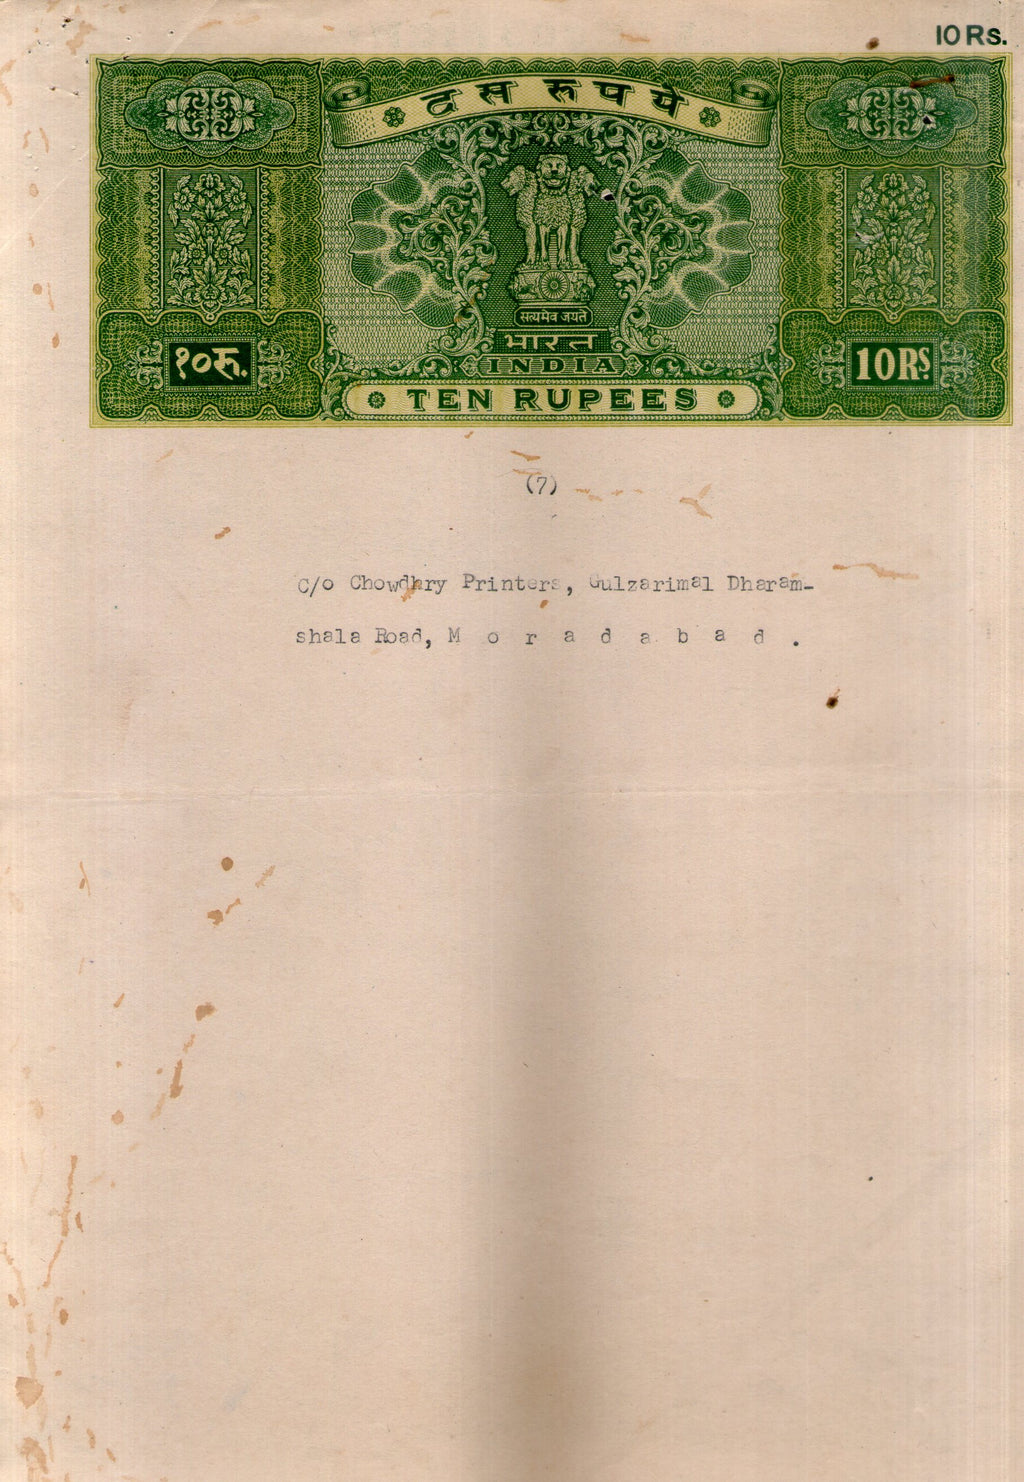 10 Rs.
दस रुपये
सत्यमेव जयते
भारत
INDIA
१०रु.
10 RS
TEN RUPEES
(7)
C/o Chowdhry Printers, Gulzarimal Dharam-
shala Road, M o r a d a b a d .